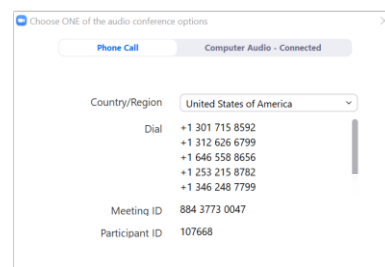 Choose ONE of the audio conference options
Phone Call
Computer Audio - Connected
Country/Region
United States of America
Dial
+1 301 715 8592
+1 312 626 6799
+1 646 558 8656
+1 253 215 8782
+1 346 248 7799
Meeting ID
884 3773 0047
Participant ID
107668